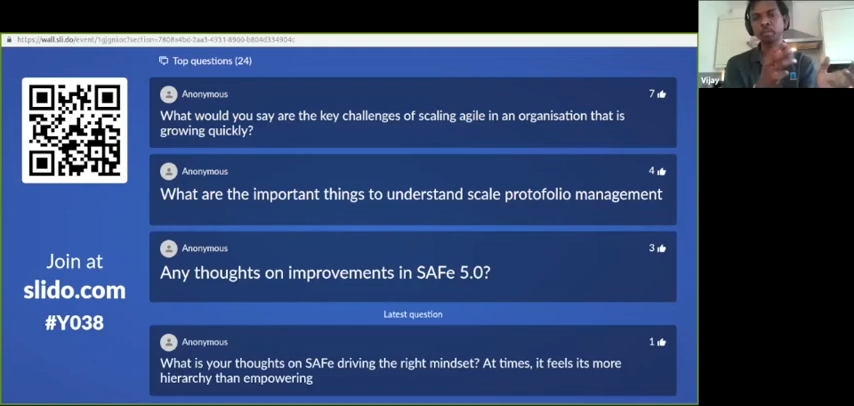 Top questions (24)
Anonymous
7
What would you say are the key challenges of scaling agile in an organisation that is
growing quickly?
Anonymous
4
What are the important things to understand scale protofolio management
Anonymous
3
Any thoughts on improvements in SAFe 5.0?
Latest question
Anonymous
1
What is your thoughts on SAFe driving the right mindset? At times, it feels its more
hierarchy than empowering
Join at
slido.com
#Y038
Vijay